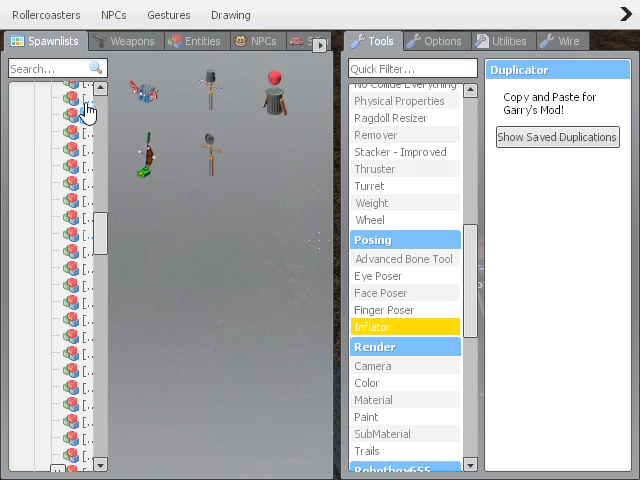 Rollercoasters NPCs Gestures Drawing
Spawnlists Weapons Entities NPCs
Tools Options Utilities Wire
Search...
Quick Filter...
No Collide Everything
Physical Properties
Ragdoll Resizer
Remover
Stacker - Improved
Thruster
Turret
Weight
Wheel
Posing
Advanced Bone Tool
Eye Poser
Face Poser
Finger Poser
Inflator
Render
Camera
Color
Material
Paint
SubMaterial
Trails
Robotboy655
Duplicator
Copy and Paste for
Garry's Mod!
Show Saved Duplications